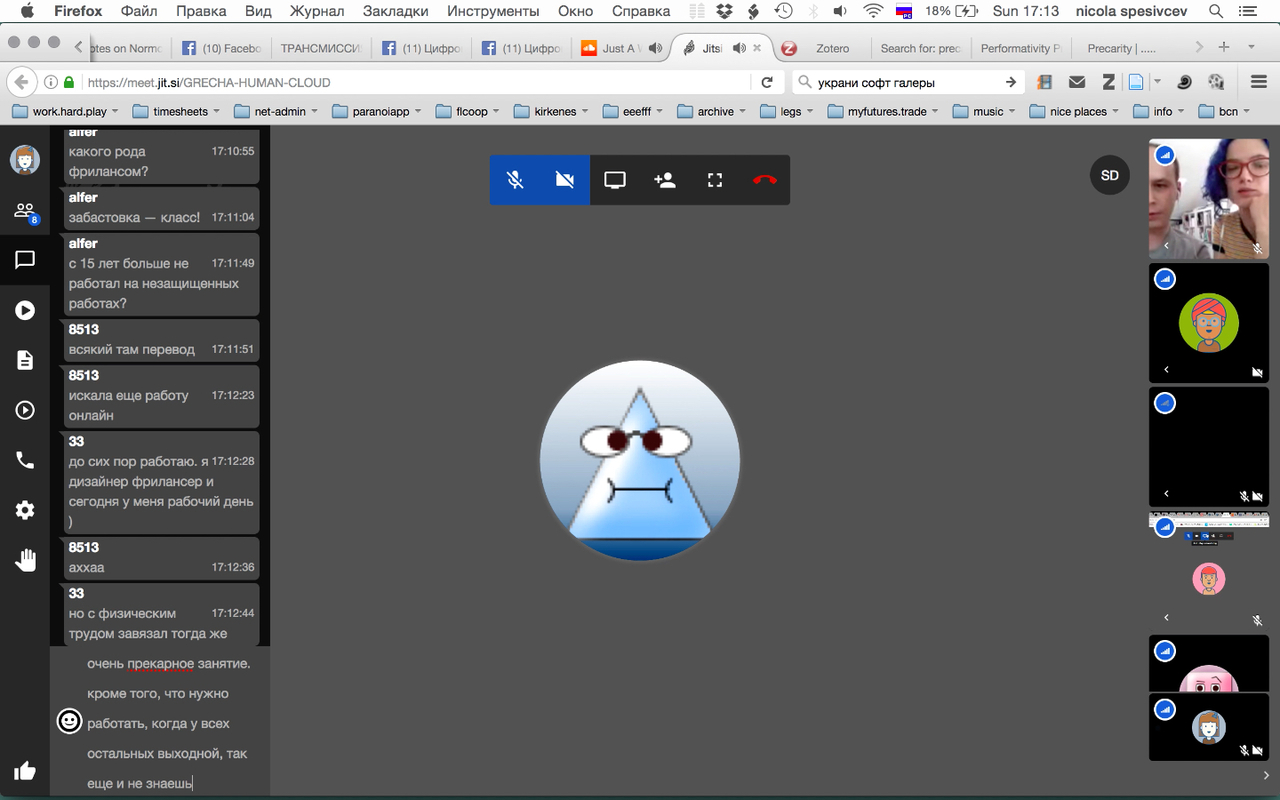 Firefox Файл Правка Вид Журнал Закладки Инструменты Окно Справка 18% Sun 17:13 nicola spesivcev
otes on Normc (10) Facebo ТРАНСМИССИ (11) Цифро (11) Цифро Just A V Jitsi Zotero Search for: prec Performativity P Precarity | .....
https://meet.jit.si/GRECHA-HUMAN-CLOUD украни софт галеры
work.hard.play timesheets net-admin paranoiapp flcoop kirkenes eeefff archive legs myfutures.trade music nice places info bcn
alfer
какого рода 17:10:55
фрилансом?
alfer
забастовка — класс! 17:11:04
alfer
с 15 лет больше не 17:11:49
работал на незащищенных
работах?
8513
всякий там перевод 17:11:51
8513
искала еще работу 17:12:23
онлайн
33
до сих пор работаю. я 17:12:28
дизайнер фрилансер и
сегодня у меня рабочий день
)
8513
аххаа 17:12:36
33
но с физическим 17:12:44
трудом завязал тогда же
очень прекарное занятие.
кроме того, что нужно
работать, когда у всех
остальных выходной, так
еще и не знаешь
8
SD